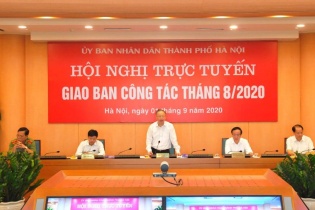 ỦY BAN NHÂN DÂN THÀNH PHỐ HÀ NỘI
HỘI NGHỊ TRỰC TUYẾN
GIAO BAN CÔNG TÁC THÁNG 8/2020
Hà Nội, ngày tháng 9 năm 2020